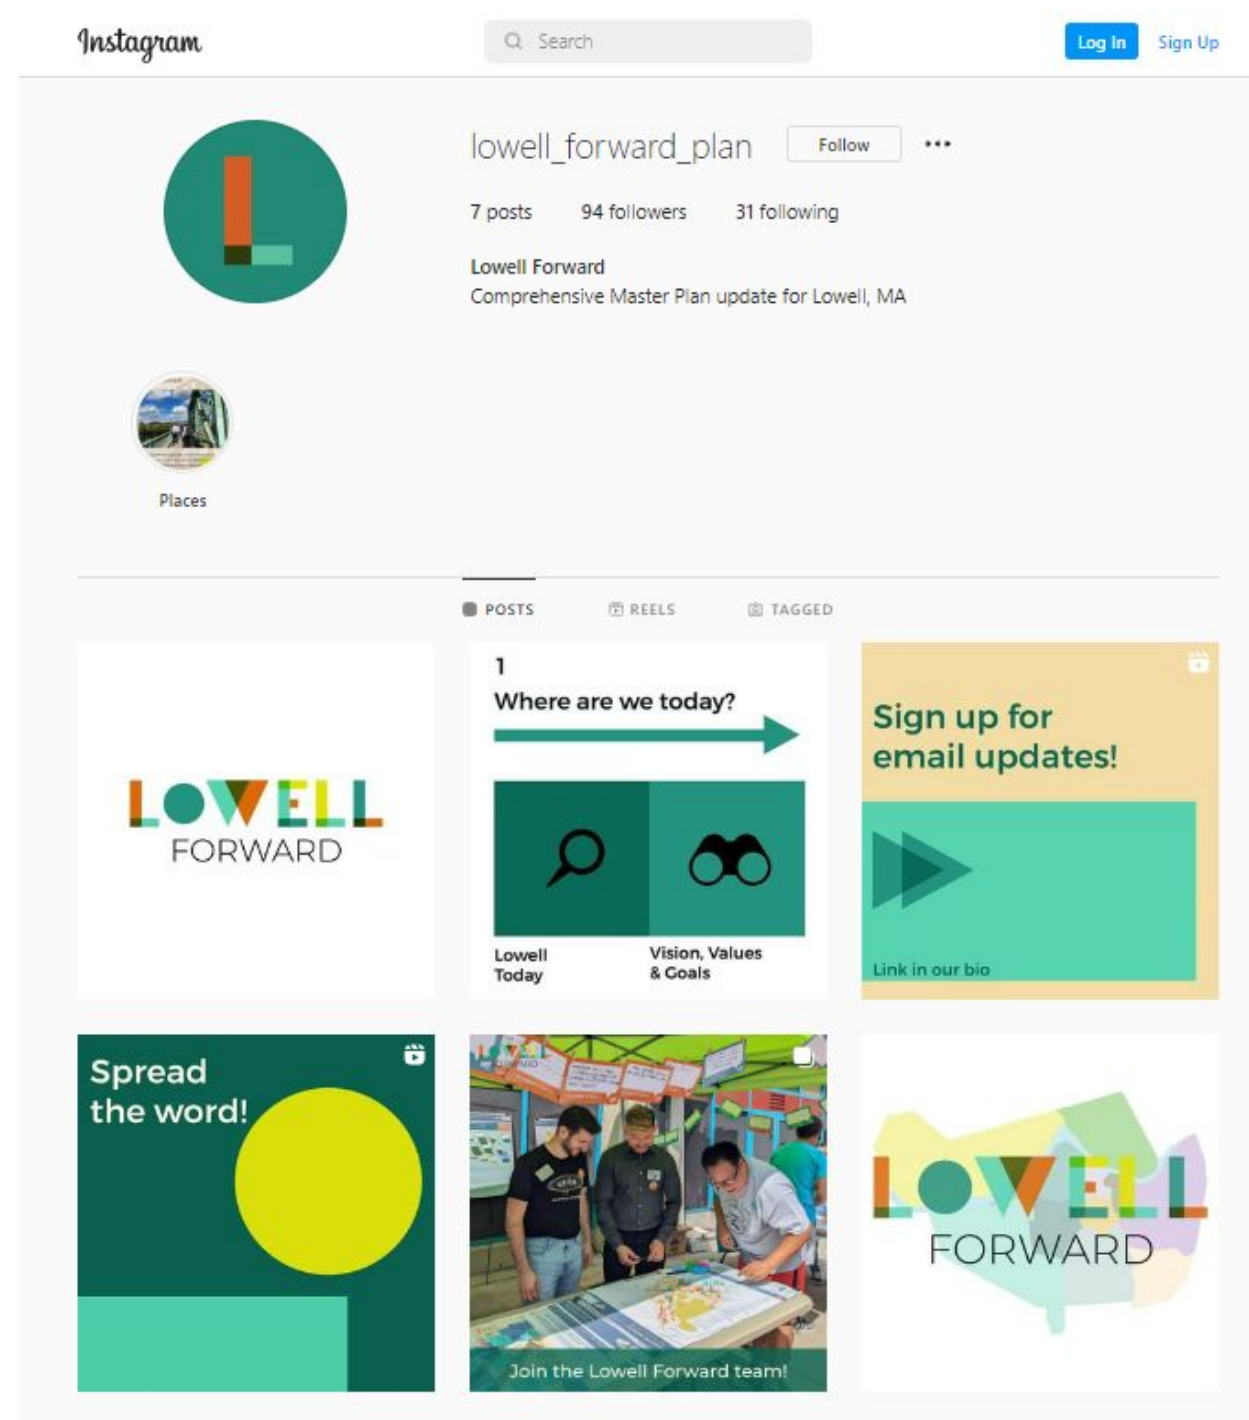 Instagram
Search
Log In
Sign Up
lowell_forward_plan
Follow
7 posts
94 followers
31 following
Lowell Forward
Comprehensive Master Plan update for Lowell, MA
Places
POSTS
REELS
TAGGED
LOWELL
FORWARD
1
Where are we today?
Lowell
Today
Vision, Values
& Goals
Sign up for
email updates!
Link in our bio
Spread
the word!
Join the Lowell Forward team!
LOWELL
FORWARD